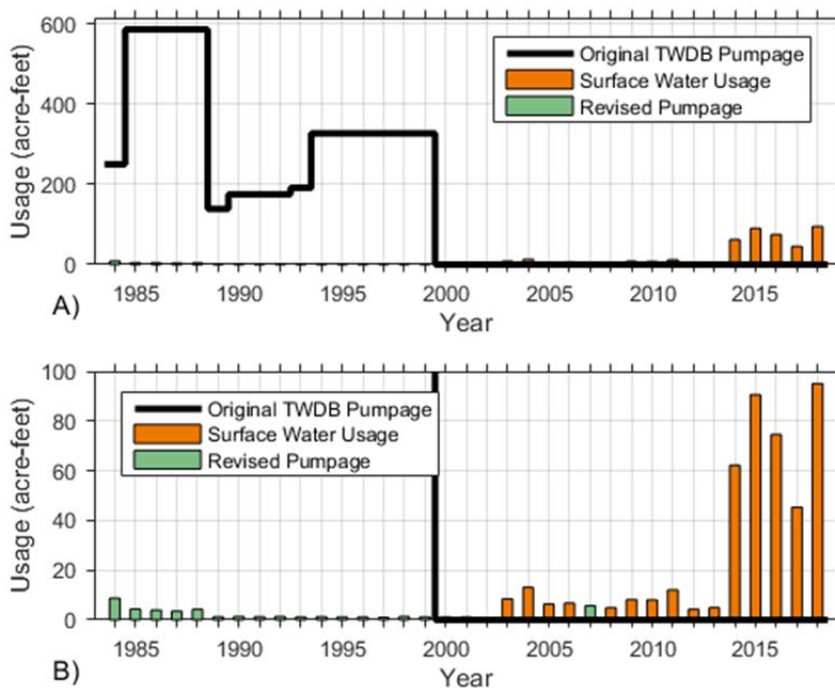 600
400
200
0
Usage (acre-feet)
Original TWDB Pumpage
Surface Water Usage
Revised Pumpage
1985 1990 1995 2000 2005 2010 2015
A)
Year
100
80
60
40
20
0
Usage (acre-feet)
Original TWDB Pumpage
Surface Water Usage
Revised Pumpage
1985 1990 1995 2000 2005 2010 2015
B)
Year